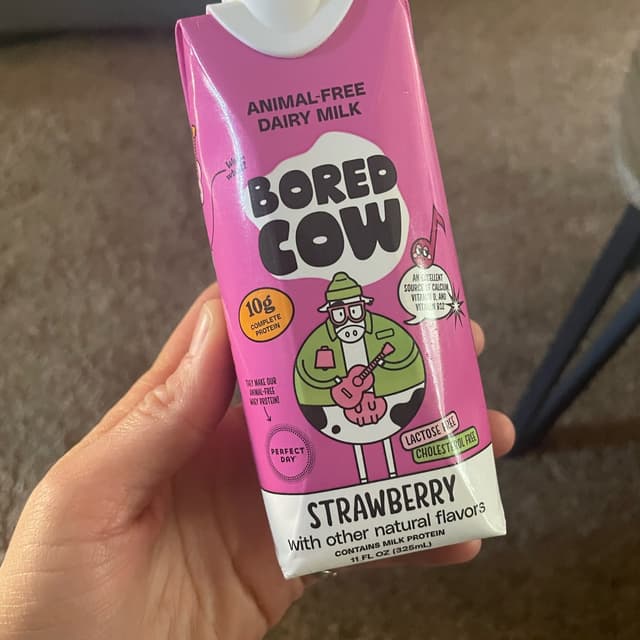 ANIMAL-FREE
DAIRY MILK
BORED
COW
10g
COMPLETE
PROTEIN
AN EXCELLENT
SOURCE OF CALCIUM,
VITAMIN D, AND
VITAMIN B12
THEY MAKE OUR
ANIMAL-FREE
WHEY PROTEIN!
PERFECT
DAY
LACTOSE FREE
CHOLESTEROL FREE
STRAWBERRY
with other natural flavors
CONTAINS MILK PROTEIN
11 FL OZ (325mL)